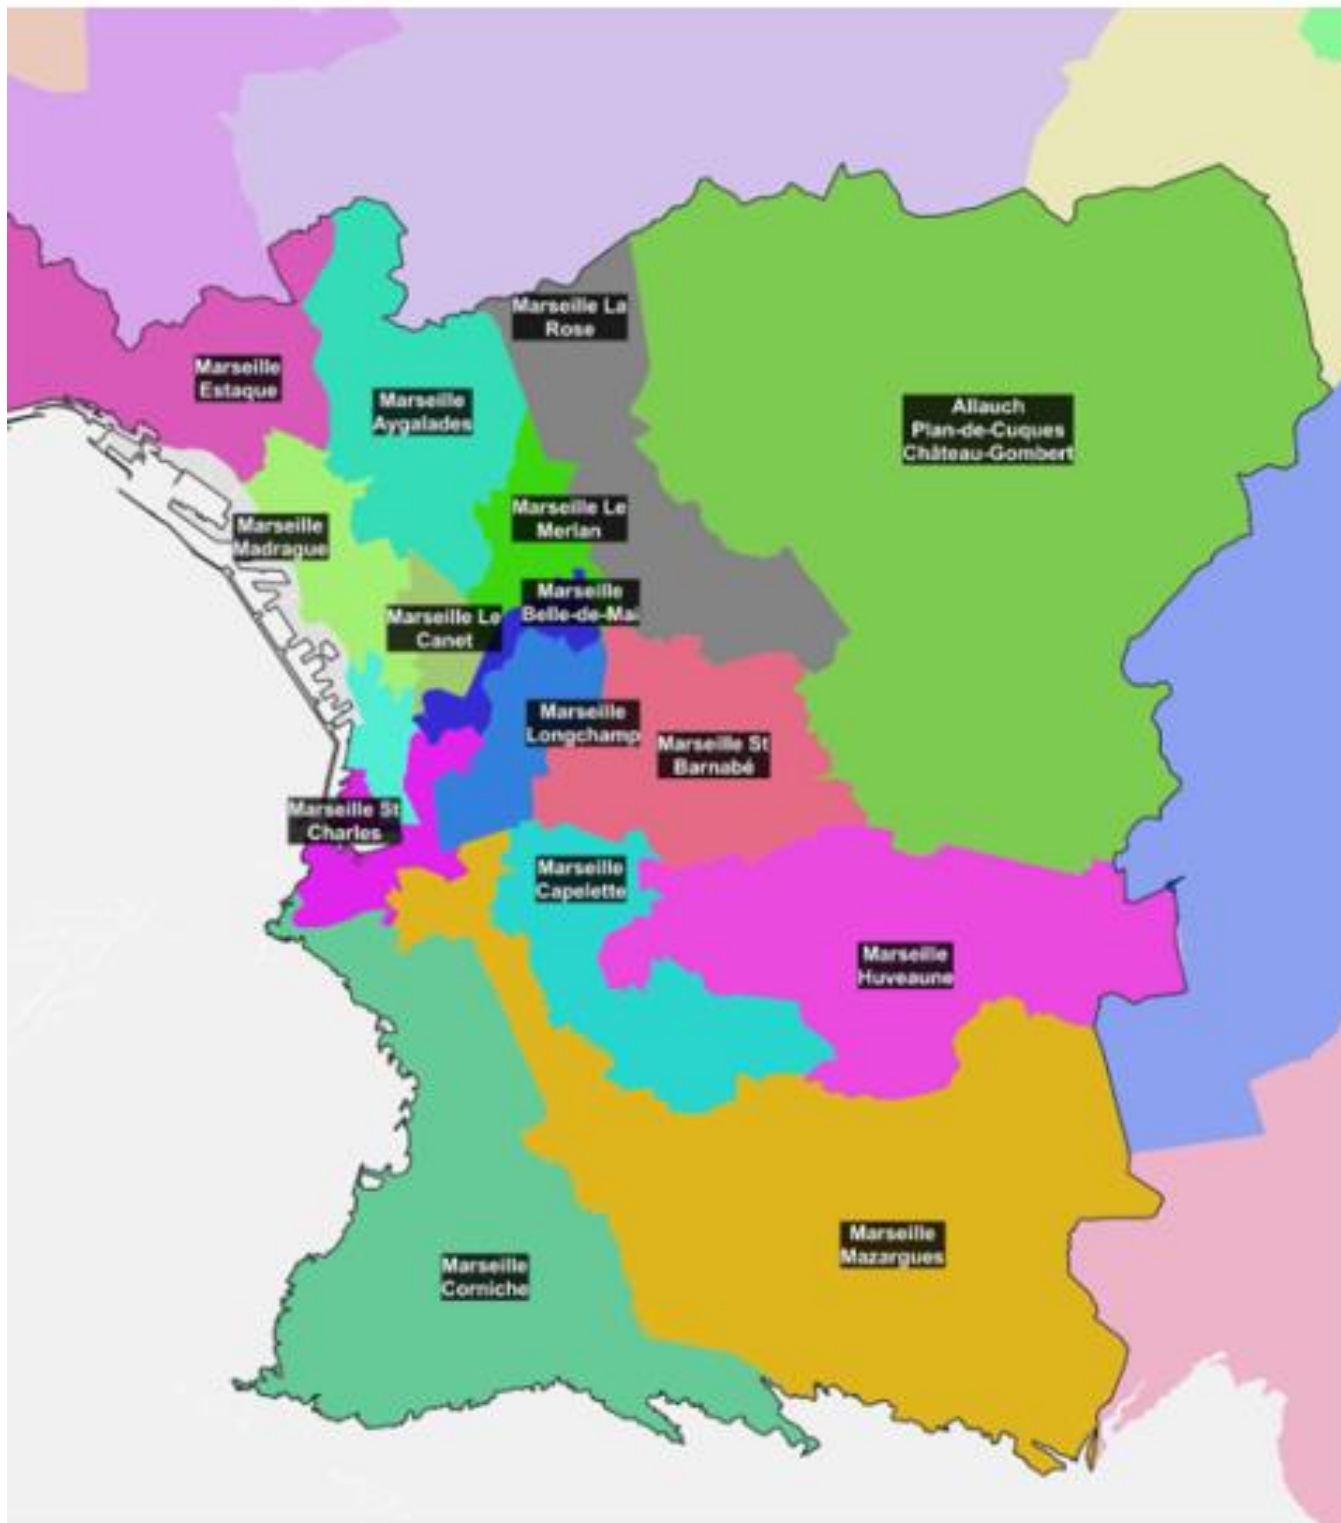 Marseille La
Rose
Marseille
Estaque
Marseille
Aygalades
Allauch
Plan-de-Cuques
Château-Gombert
Marseille Le
Merlan
Marseille
Madrague
Marseille
Belle-de-Mai
Marseille Le
Canet
Marseille
Longchamp
Marseille St
Barnabé
Marseille St
Charles
Marseille
Capelette
Marseille
Huveaune
Marseille
Mazargues
Marseille
Corniche